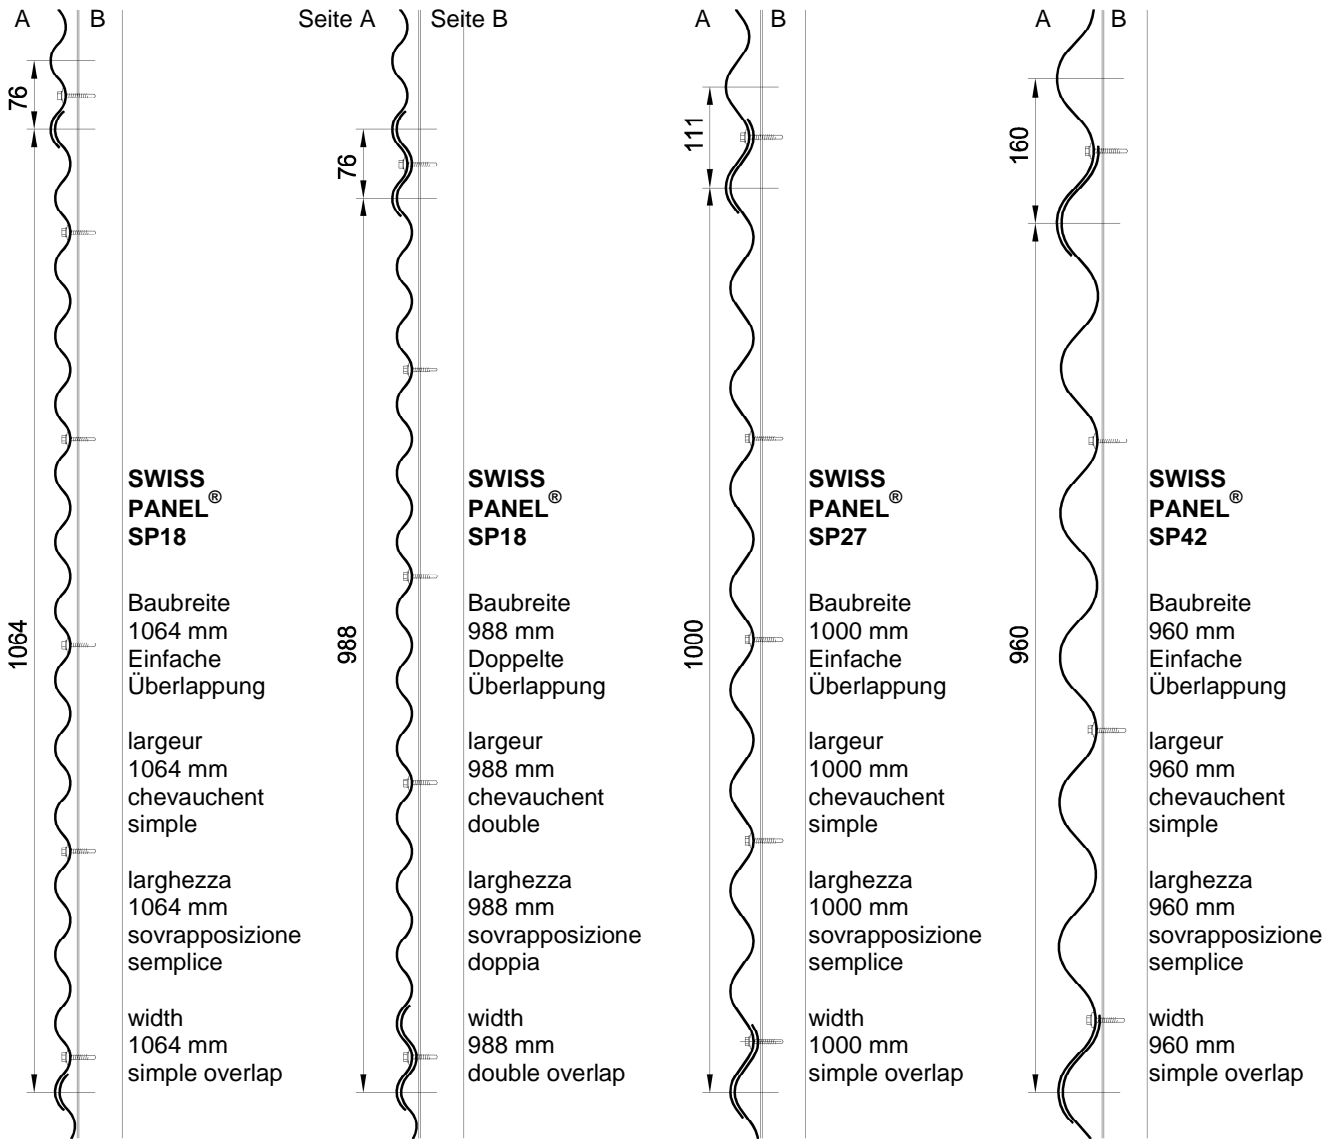 A B
Seite A Seite B
A B
A B
76
1064
SWISS
PANEL®
SP18
Baubreite
1064 mm
Einfache
Überlappung
largeur
1064 mm
chevauchent
simple
larghezza
1064 mm
sovrapposizione
semplice
width
1064 mm
simple overlap
76
988
SWISS
PANEL®
SP18
Baubreite
988 mm
Doppelte
Überlappung
largeur
988 mm
chevauchent
double
larghezza
988 mm
sovrapposizione
doppia
width
988 mm
double overlap
111
1000
SWISS
PANEL®
SP27
Baubreite
1000 mm
Einfache
Überlappung
largeur
1000 mm
chevauchent
simple
larghezza
1000 mm
sovrapposizione
semplice
width
1000 mm
simple overlap
160
960
SWISS
PANEL®
SP42
Baubreite
960 mm
Einfache
Überlappung
largeur
960 mm
chevauchent
simple
larghezza
960 mm
sovrapposizione
semplice
width
960 mm
simple overlap